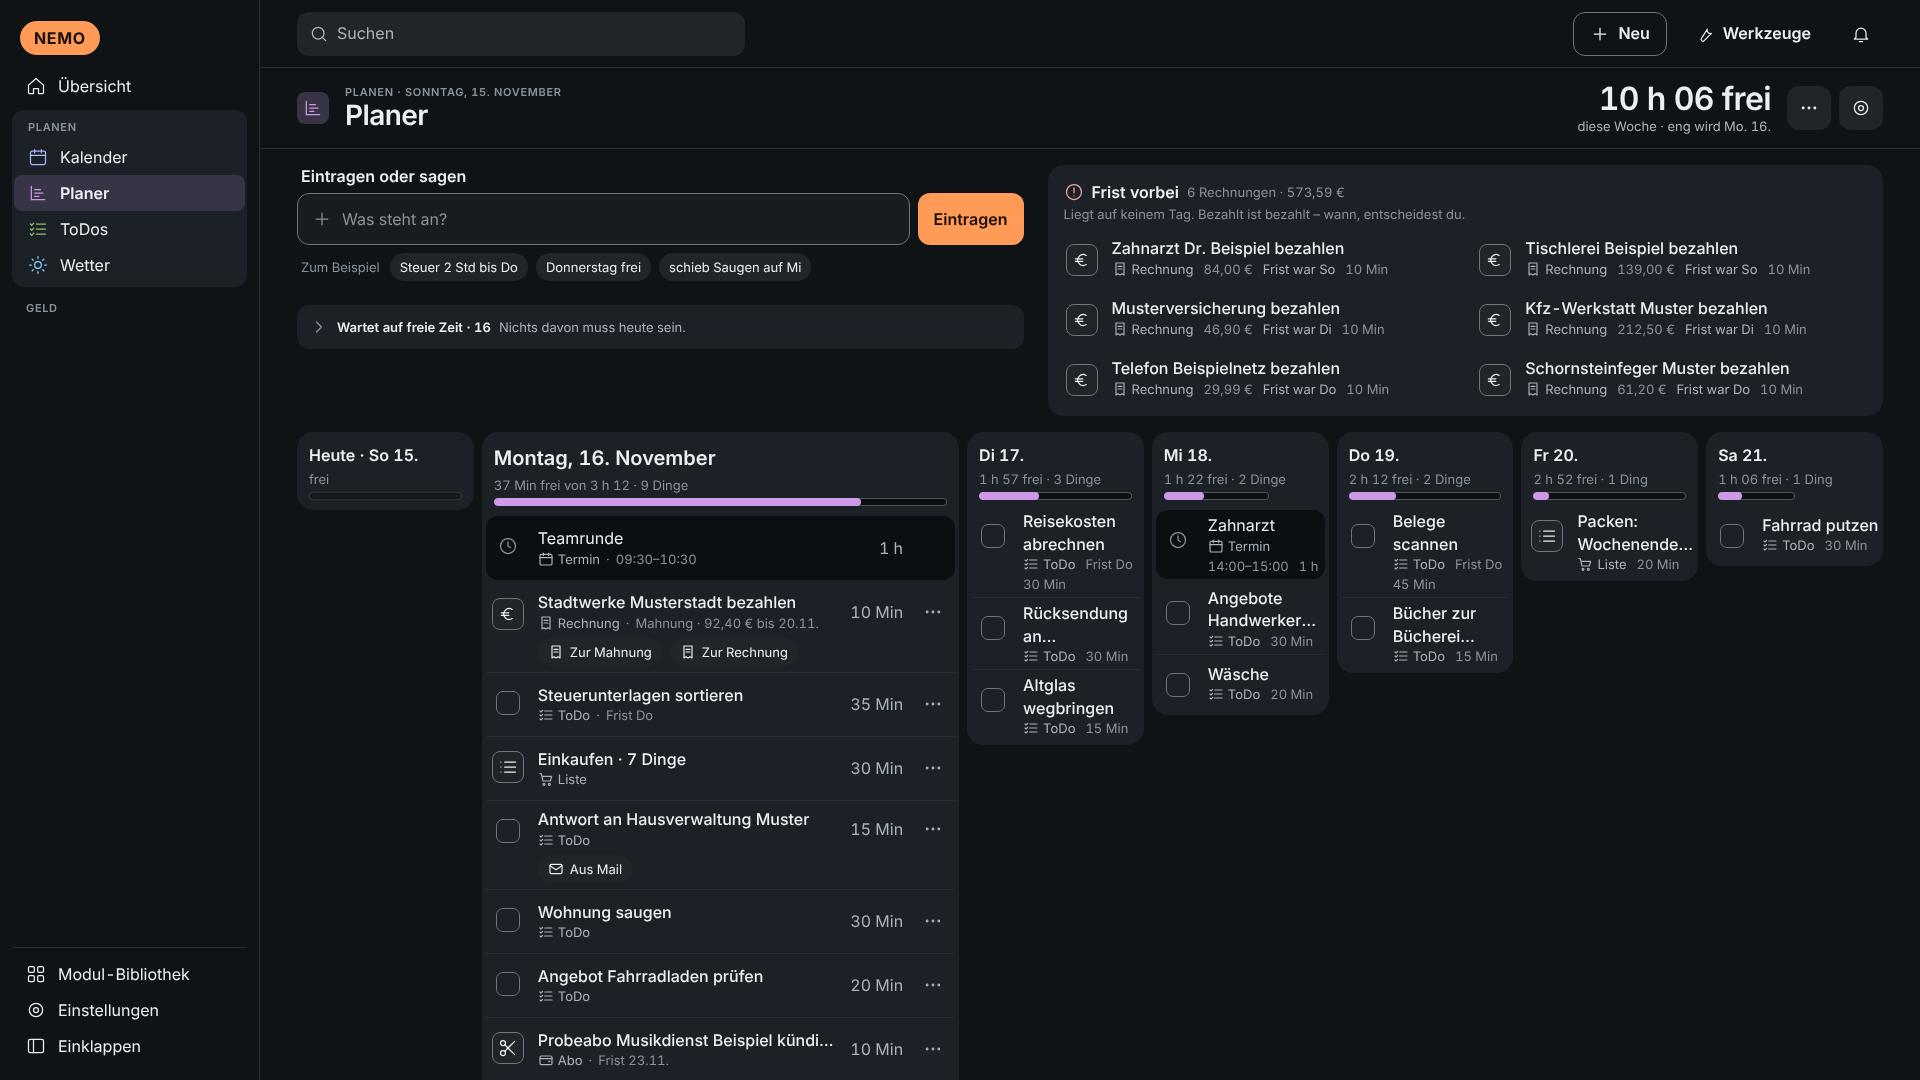 NEMO
Übersicht
PLANEN
Kalender
Planer
ToDos
Wetter
GELD
Modul-Bibliothek
Einstellungen
Einklappen
Suchen
Neu
Werkzeuge
PLANEN · SONNTAG, 15. NOVEMBER
Planer
10 h 06 frei
diese Woche · eng wird Mo. 16.
Eintragen oder sagen
Was steht an?
Eintragen
Zum Beispiel
Steuer 2 Std bis Do
Donnerstag frei
schieb Saugen auf Mi
Wartet auf freie Zeit · 16 Nichts davon muss heute sein.
Frist vorbei 6 Rechnungen · 573,59 €
Liegt auf keinem Tag. Bezahlt ist bezahlt – wann, entscheidest du.
Zahnarzt Dr. Beispiel bezahlen
Rechnung 84,00 € Frist war So 10 Min
Tischlerei Beispiel bezahlen
Rechnung 139,00 € Frist war So 10 Min
Musterversicherung bezahlen
Rechnung 46,90 € Frist war Di 10 Min
Kfz-Werkstatt Muster bezahlen
Rechnung 212,50 € Frist war Di 10 Min
Telefon Beispielnetz bezahlen
Rechnung 29,99 € Frist war Do 10 Min
Schornsteinfeger Muster bezahlen
Rechnung 61,20 € Frist war Do 10 Min
Heute · So 15.
frei
Montag, 16. November
37 Min frei von 3 h 12 · 9 Dinge
Teamrunde
1 h
Termin · 09:30–10:30
Stadtwerke Musterstadt bezahlen
10 Min
Rechnung · Mahnung · 92,40 € bis 20.11.
Zur Mahnung
Zur Rechnung
Steuerunterlagen sortieren
35 Min
ToDo · Frist Do
Einkaufen · 7 Dinge
30 Min
Liste
Antwort an Hausverwaltung Muster
15 Min
ToDo
Aus Mail
Wohnung saugen
30 Min
ToDo
Angebot Fahrradladen prüfen
20 Min
ToDo
Probeabo Musikdienst Beispiel kündi...
10 Min
Abo · Frist 23.11.
Di 17.
1 h 57 frei · 3 Dinge
Reisekosten
abrechnen
ToDo Frist Do
30 Min
Rücksendung
an...
ToDo 30 Min
Altglas
wegbringen
ToDo 15 Min
Mi 18.
1 h 22 frei · 2 Dinge
Zahnarzt
Termin
14:00–15:00 1 h
Angebote
Handwerker...
ToDo 30 Min
Wäsche
ToDo 20 Min
Do 19.
2 h 12 frei · 2 Dinge
Belege
scannen
ToDo Frist Do
45 Min
Bücher zur
Bücherei...
ToDo 15 Min
Fr 20.
2 h 52 frei · 1 Ding
Packen:
Wochenende...
Liste 20 Min
Sa 21.
1 h 06 frei · 1 Ding
Fahrrad putzen
ToDo 30 Min